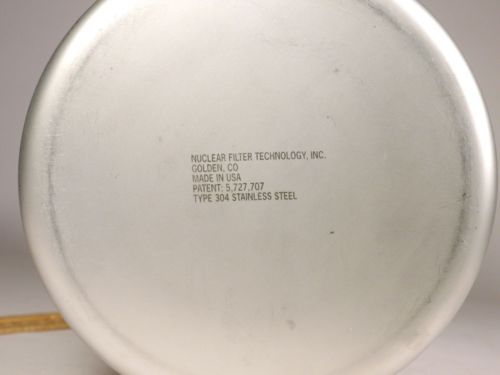 NUCLEAR FILTER TECHNOLOGY, INC.
GOLDEN, CO
MADE IN USA
PATENT: 5,727,707
TYPE 304 STAINLESS STEEL